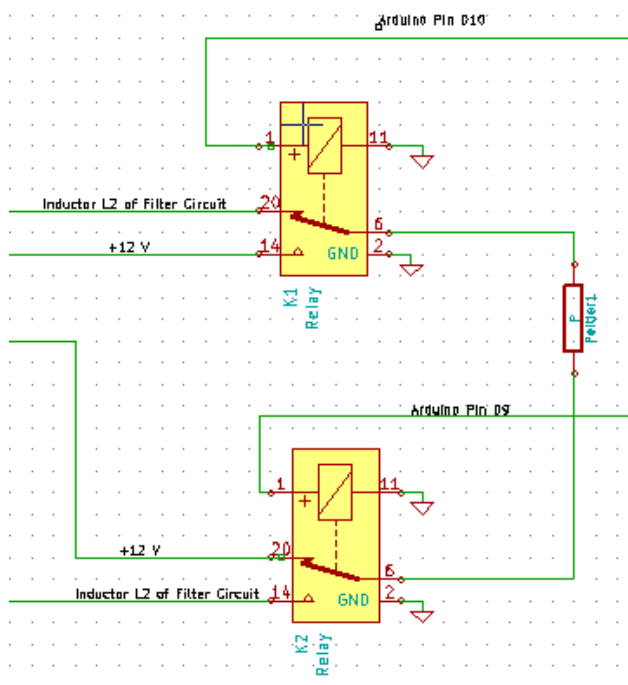 Arduino Pin D10
1
11
+
Inductor L2 of Filter Circuit
20
6
+12 V
14
GND
2
K1
Relay
P
Peltier1
Arduino Pin D9
1
11
+
+12 V
20
6
Inductor L2 of Filter Circuit
14
GND
2
K2
Relay